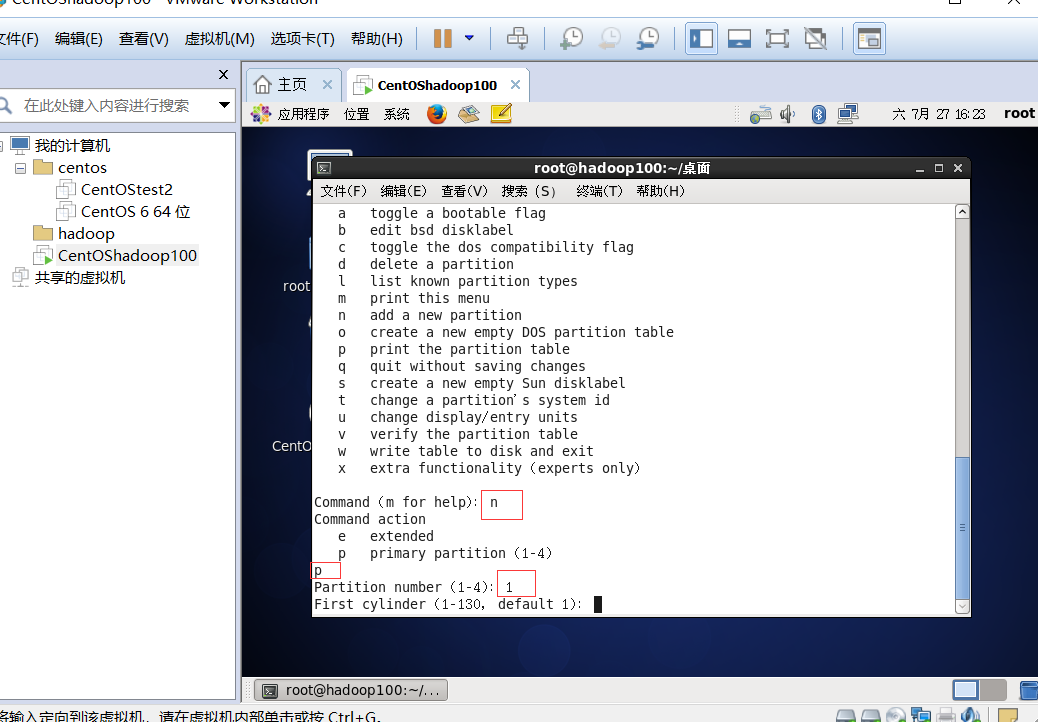 CentOShadoop100 - VMware Workstation
文件(F) 编辑(E) 查看(V) 虚拟机(M) 选项卡(T) 帮助(H)
在此处键入内容进行搜索
我的计算机
centos
CentOStest2
CentOS 6 64 位
hadoop
CentOShadoop100
共享的虚拟机
主页 CentOShadoop100
应用程序 位置 系统 六 7月 27 16:23 root
root
CentO
root@hadoop100:~/桌面
文件(F) 编辑(E) 查看(V) 搜索 (S) 终端(T) 帮助(H)
a toggle a bootable flag
b edit bsd disklabel
c toggle the dos compatibility flag
d delete a partition
l list known partition types
m print this menu
n add a new partition
o create a new empty DOS partition table
p print the partition table
q quit without saving changes
s create a new empty Sun disklabel
t change a partition's system id
u change display/entry units
v verify the partition table
w write table to disk and exit
x extra functionality (experts only)
Command (m for help): n
Command action
e extended
p primary partition (1-4)
p
Partition number (1-4): 1
First cylinder (1-130, default 1):
root@hadoop100:~/...
将输入定向到该虚拟机，请在虚拟机内部单击或按 Ctrl+G。